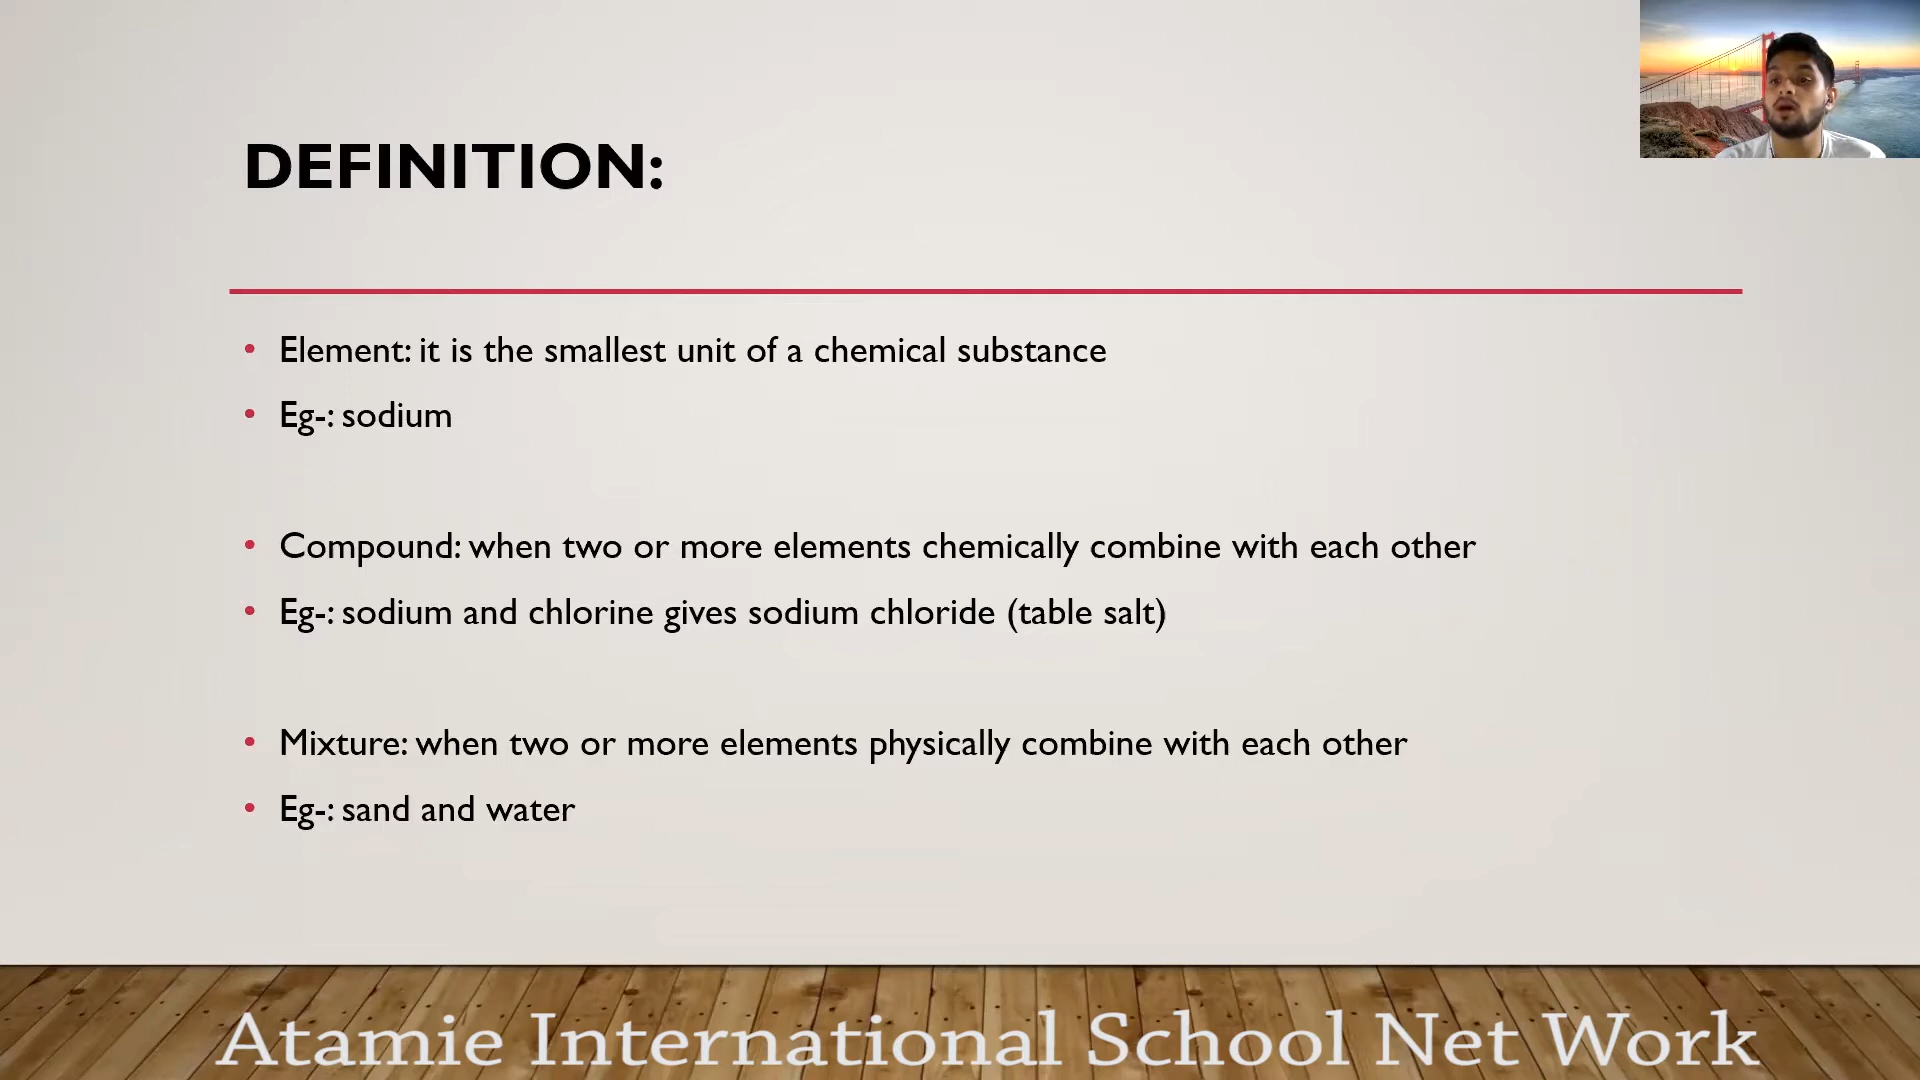 DEFINITION:
• Element: it is the smallest unit of a chemical substance
• Eg-: sodium
• Compound: when two or more elements chemically combine with each other
• Eg-: sodium and chlorine gives sodium chloride (table salt)
• Mixture: when two or more elements physically combine with each other
• Eg-: sand and water
Atamie International School Net Work